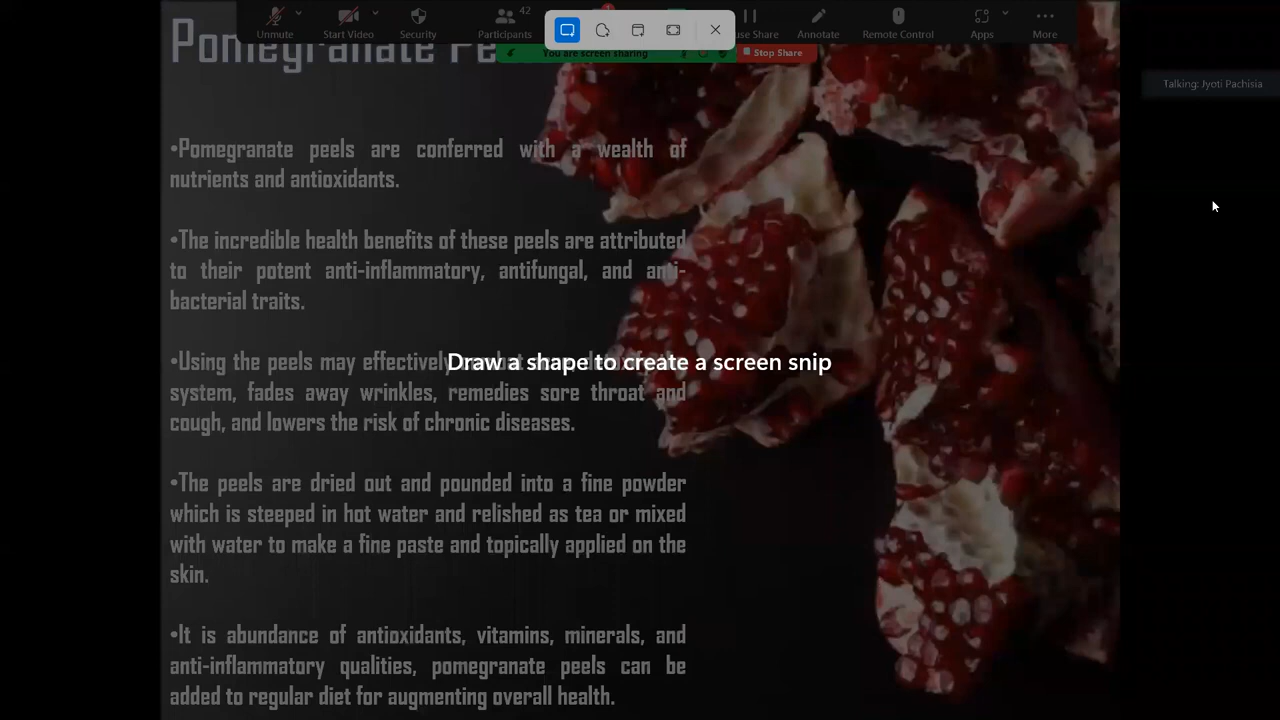 Unmute
Start Video
Security
Participants
42
use Share
Annotate
Remote Control
Apps
More
You are screen sharing
Stop Share
Talking: Jyoti Pachisia
Pomegranate Pe
•Pomegranate peels are conferred with a wealth of
nutrients and antioxidants.
•The incredible health benefits of these peels are attributed
to their potent anti-inflammatory, antifungal, and anti-
bacterial traits.
•Using the peels may effectively
Draw a shape to create a screen snip
system, fades away wrinkles, remedies sore throat and
cough, and lowers the risk of chronic diseases.
•The peels are dried out and pounded into a fine powder
which is steeped in hot water and relished as tea or mixed
with water to make a fine paste and topically applied on the
skin.
•It is abundance of antioxidants, vitamins, minerals, and
anti-inflammatory qualities, pomegranate peels can be
added to regular diet for augmenting overall health.